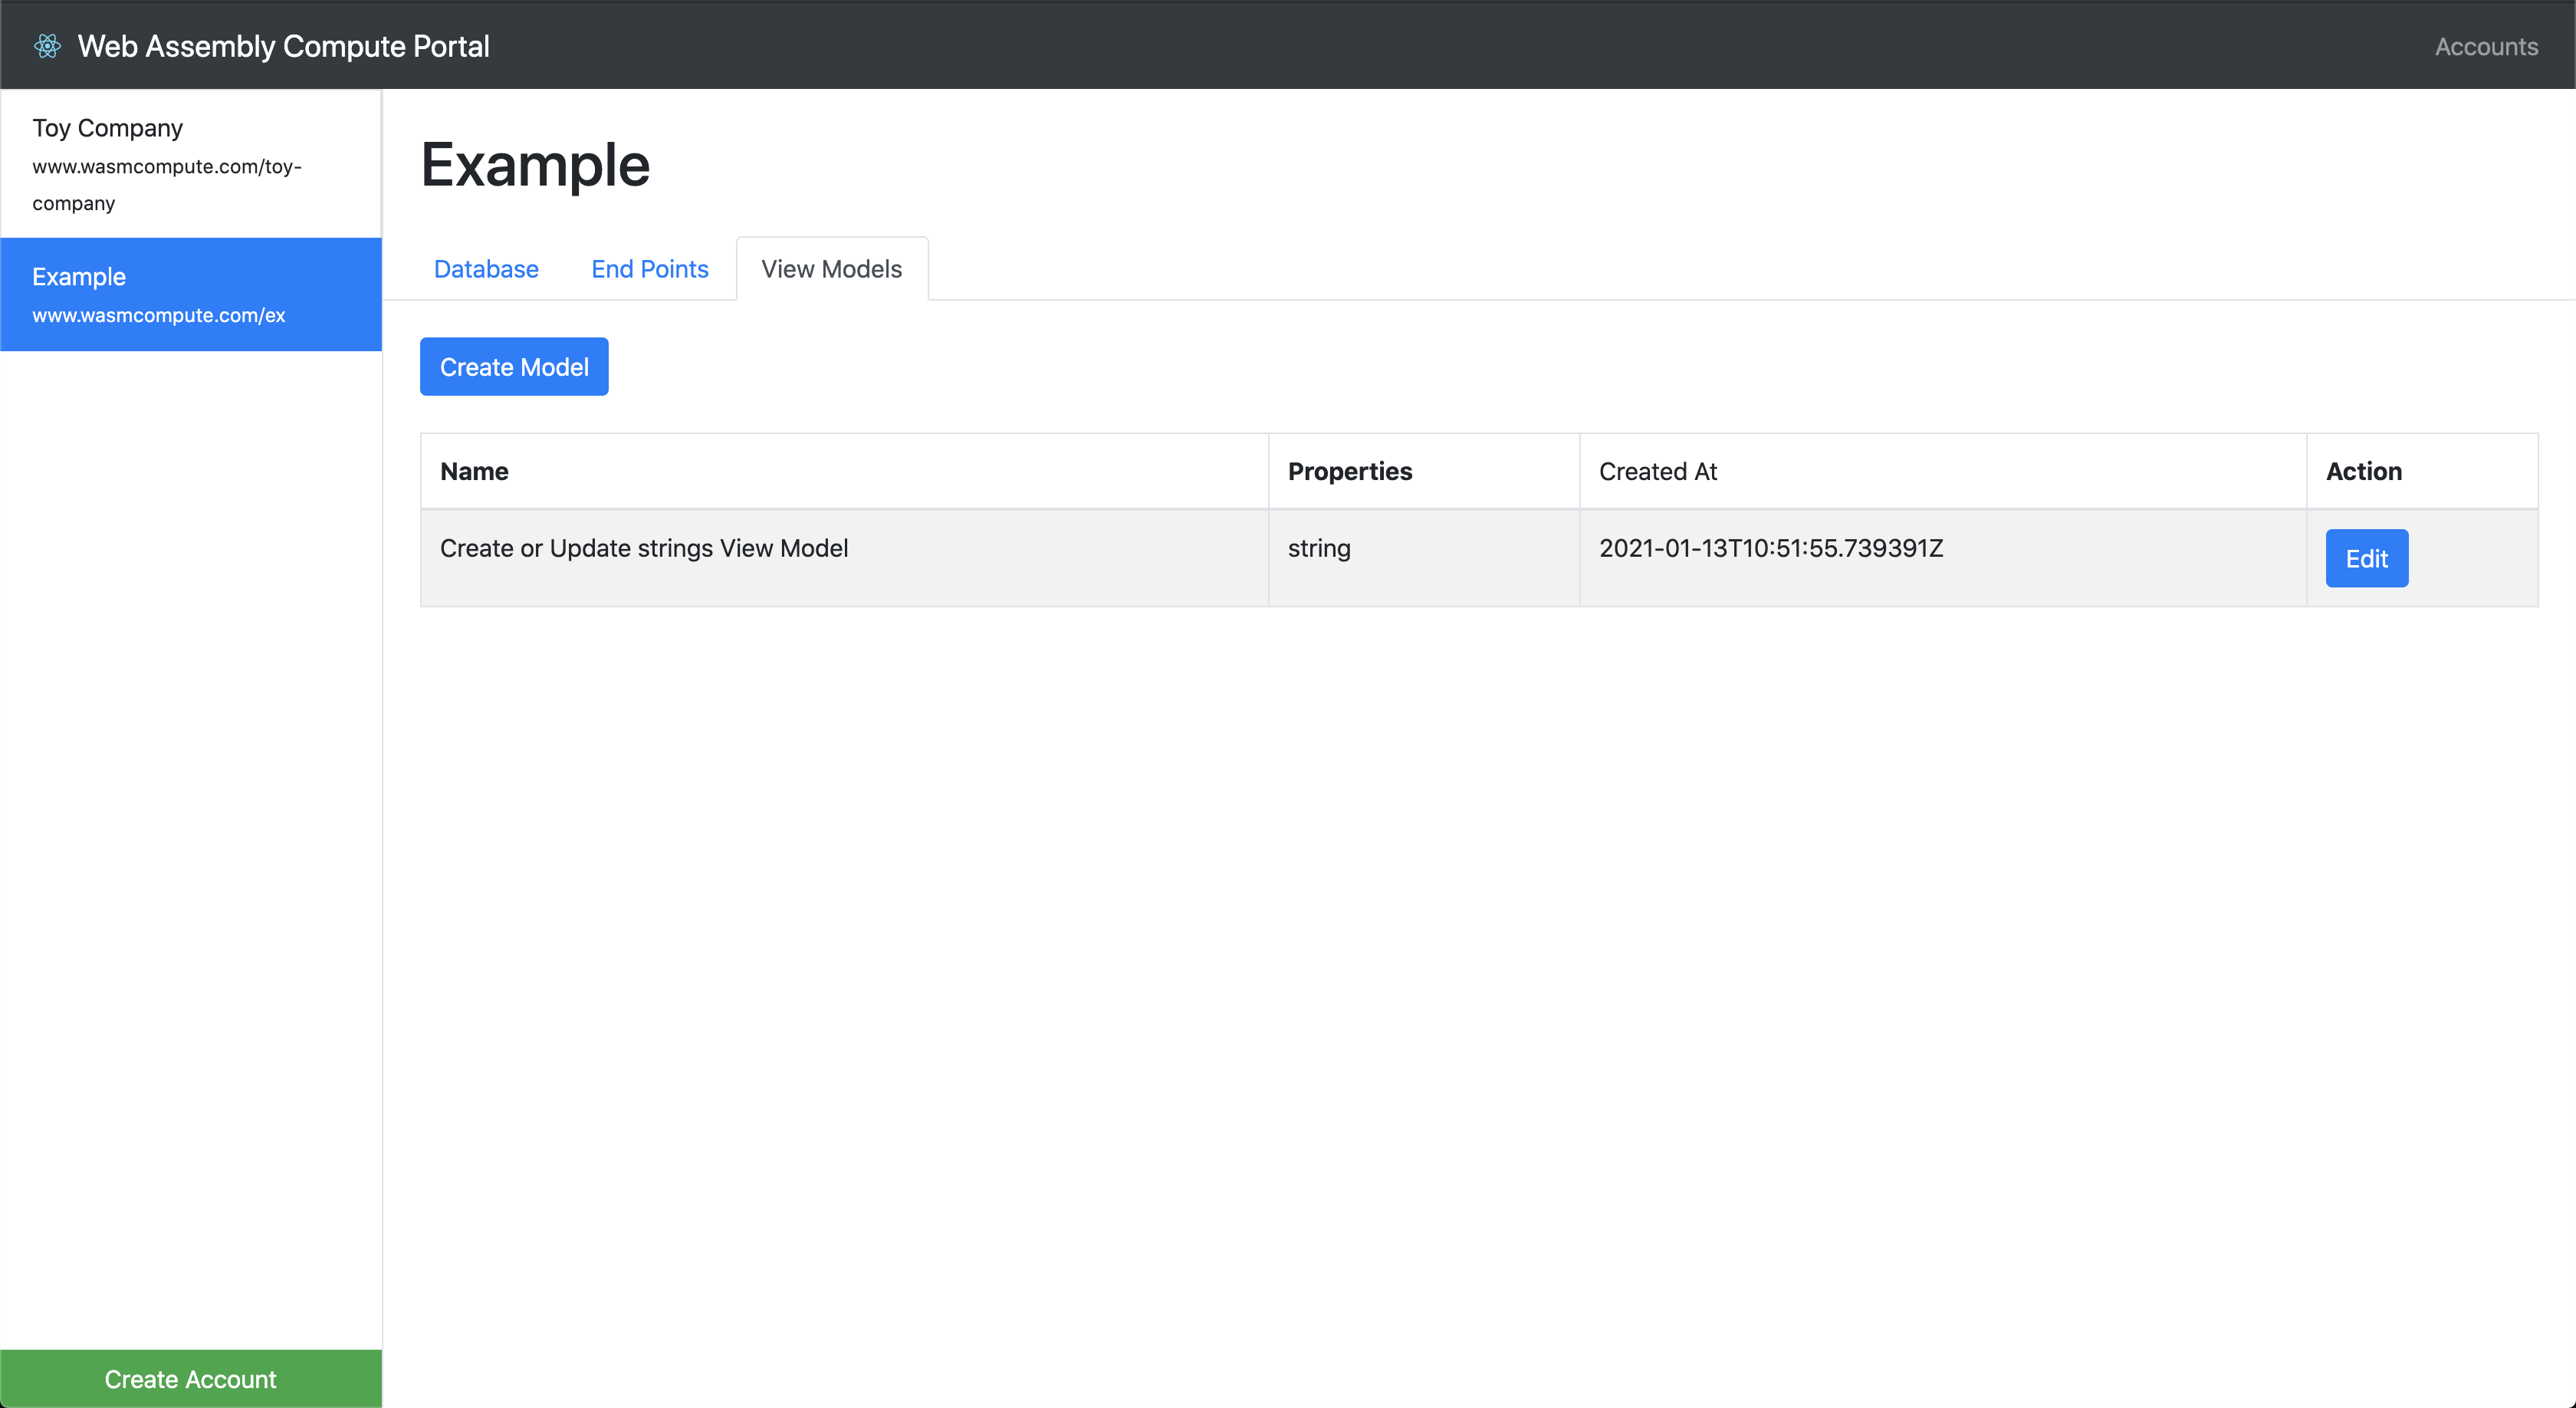 Web Assembly Compute Portal
Accounts
Toy Company
www.wasmcompute.com/toy-
company
Example
www.wasmcompute.com/ex
Example
Database
End Points
View Models
Create Model
Name
Properties
Created At
Action
Create or Update strings View Model
string
2021-01-13T10:51:55.739391Z
Edit
Create Account